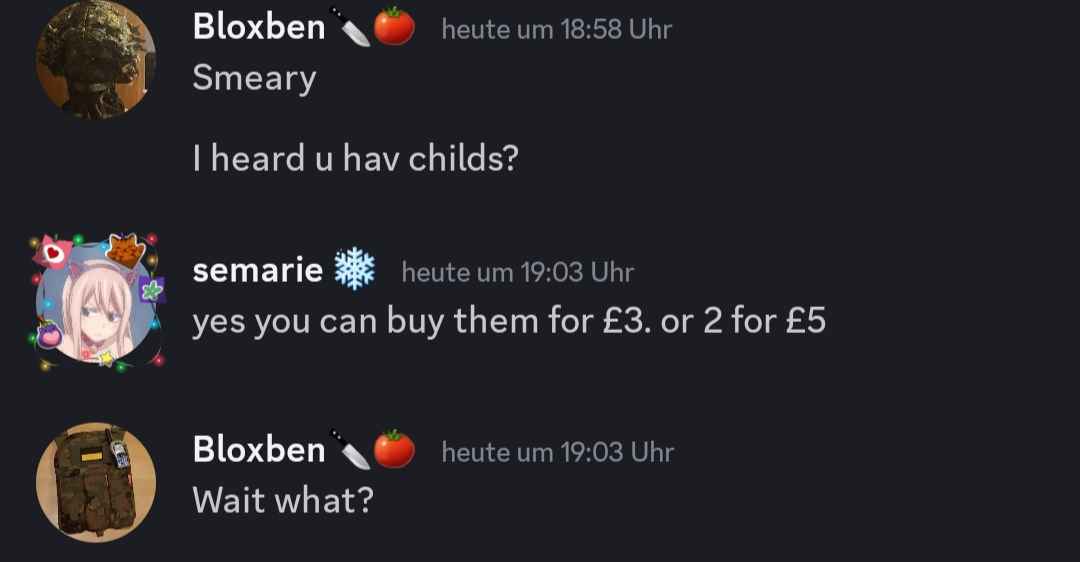 Bloxben 🔪🍅 heute um 18:58 Uhr
Smeary
I heard u hav childs?
semarie ❄️ heute um 19:03 Uhr
yes you can buy them for £3. or 2 for £5
Bloxben 🔪🍅 heute um 19:03 Uhr
Wait what?